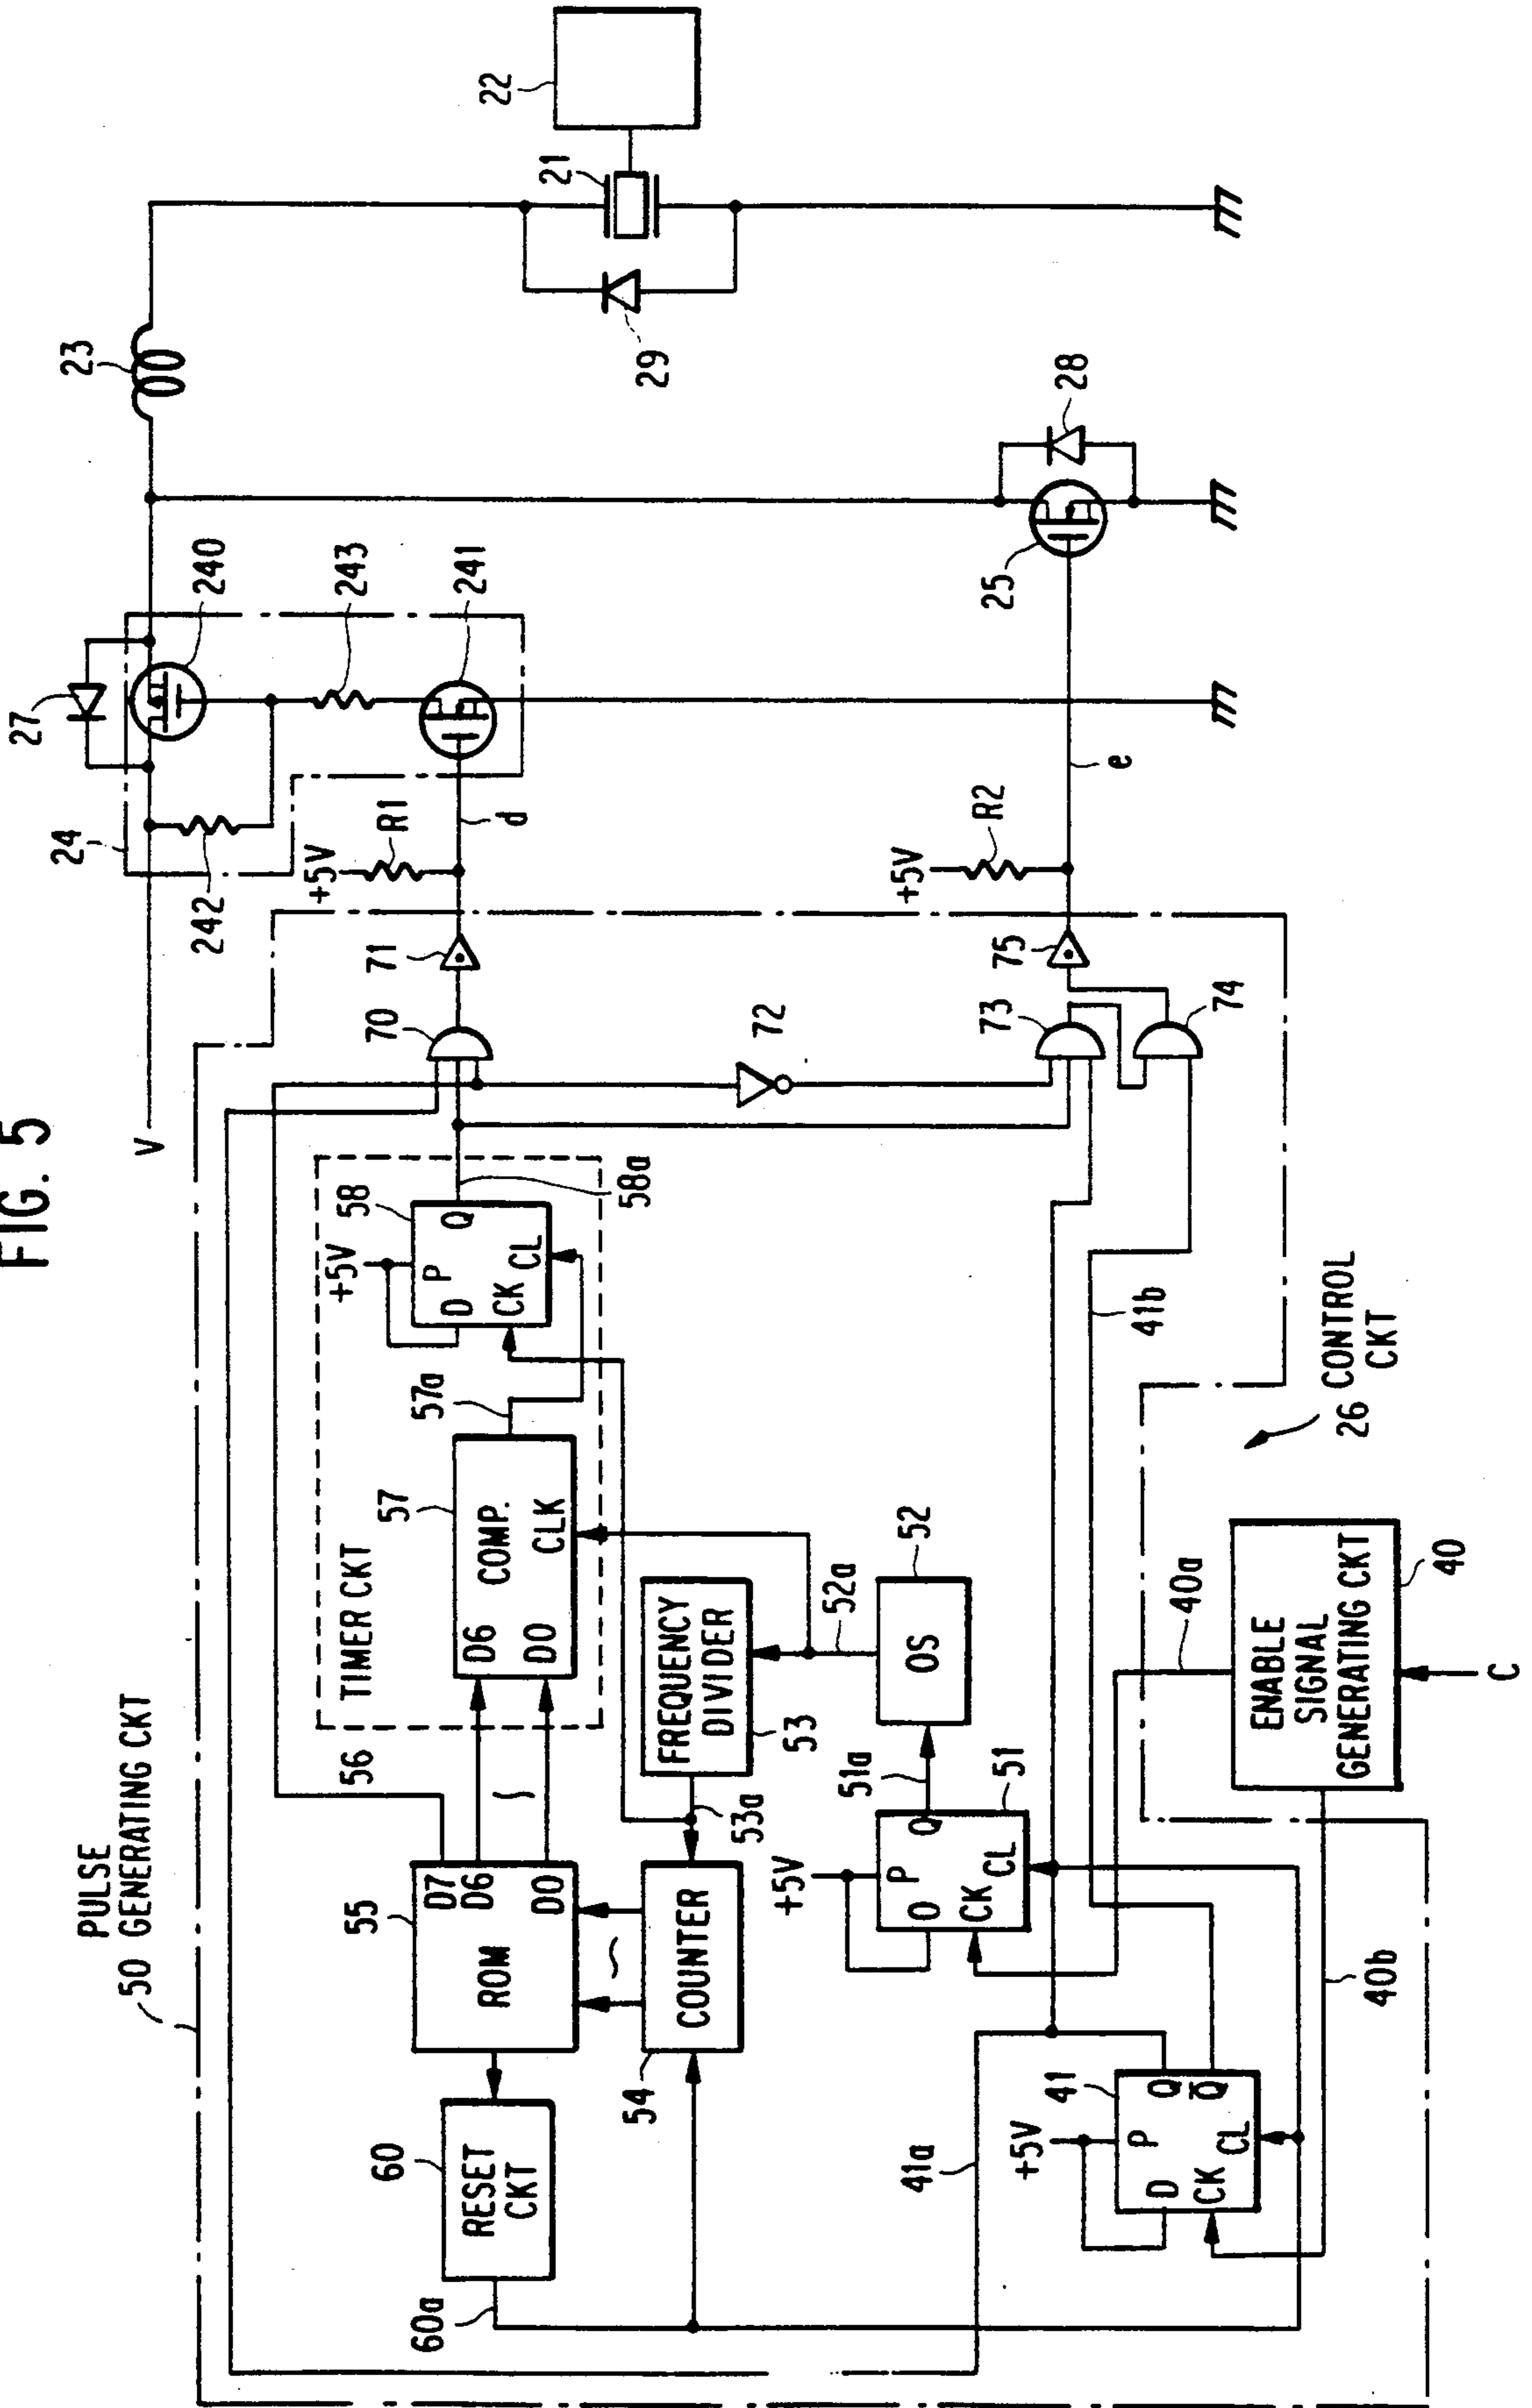 FIG. 5
PULSE
50 GENERATING CKT
V
27
24
242
240
243
241
23
21
22
29
28
25
+5V
R1
d
+5V
R2
e
71
70
72
75
73
74
56
TIMER CKT
57
COMP.
D6
D0
CLK
57a
58
+5V
P
D
Q
CK
CL
58a
55
ROM
D7
D6
D0
60
RESET
CKT
60a
54
COUNTER
53a
FREQUENCY
DIVIDER
53
52a
52
OS
51a
51
+5V
P
O
Q
CK
CL
41a
41
+5V
P
D
Q
Q̅
CK
CL
41b
40a
40b
ENABLE
SIGNAL
GENERATING CKT
40
C
26 CONTROL
CKT